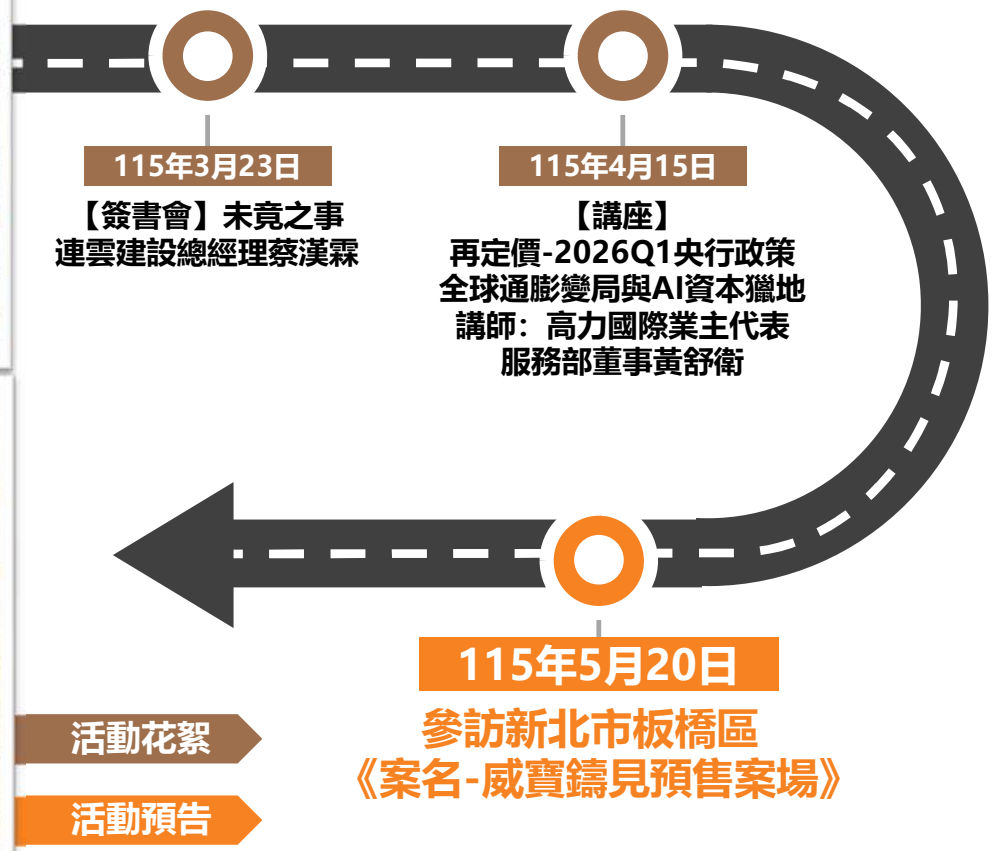 115年3月23日
【簽書會】未竟之事
連雲建設總經理蔡漢霖
115年4月15日
【講座】
再定價-2026Q1央行政策
全球通膨變局與AI資本獵地
講師：高力國際業主代表
服務部董事黃舒衛
115年5月20日
參訪新北市板橋區
《案名-威寶鑄見預售案場》
活動花絮
活動預告